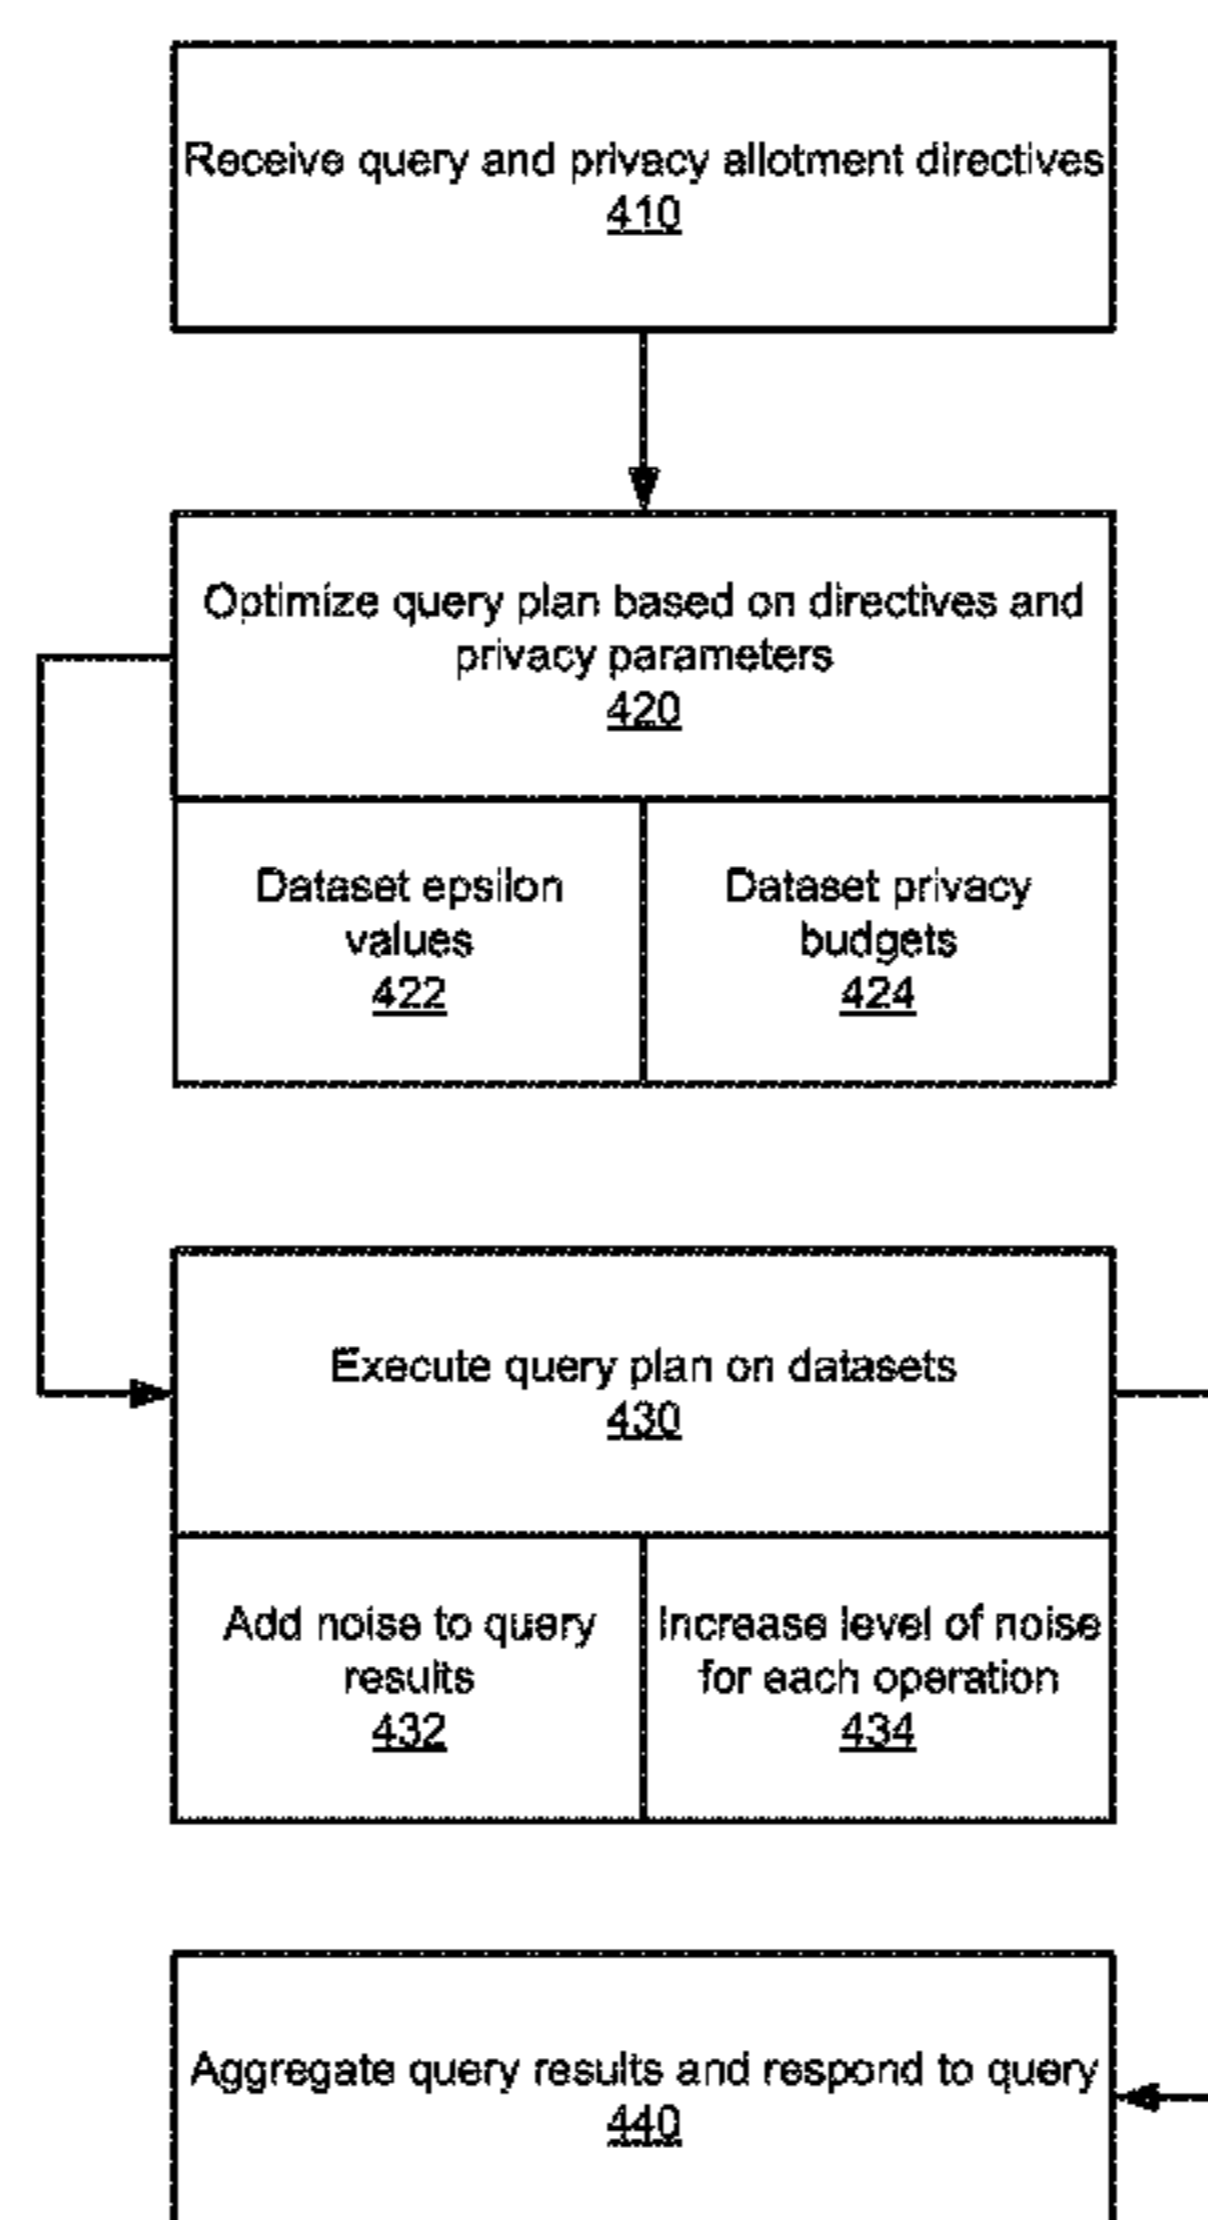 Receive query and privacy allotment directives
410
Optimize query plan based on directives and
privacy parameters
420
Dataset epsilon
values
422
Dataset privacy
budgets
424
Execute query plan on datasets
430
Add noise to query
results
432
Increase level of noise
for each operation
434
Aggregate query results and respond to query
440